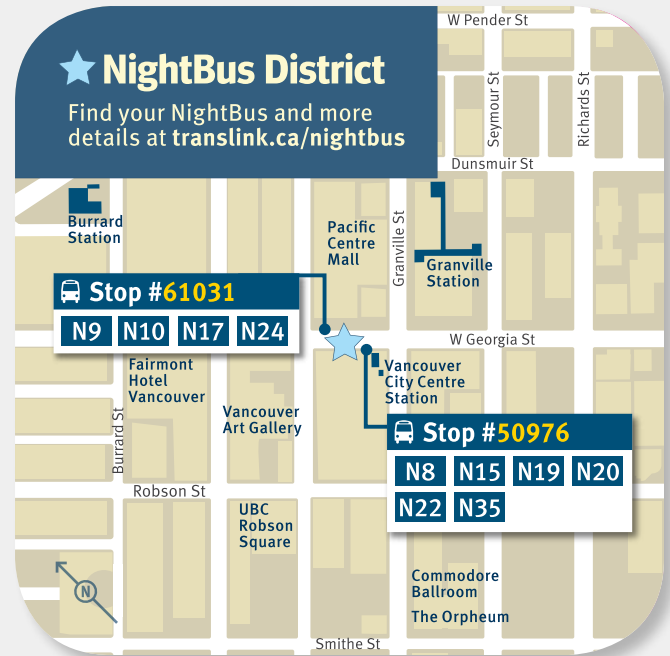 NightBus District
Find your NightBus and more
details at translink.ca/nightbus
W Pender St
Seymour St
Richards St
Dunsmuir St
Burrard
Station
Pacific
Centre
Mall
Granville St
Granville
Station
Stop #61031
N9 N10 N17 N24
W Georgia St
Fairmont
Hotel
Vancouver
Vancouver
City Centre
Station
Vancouver
Art Gallery
Burrard St
Stop #50976
N8 N15 N19 N20
N22 N35
Robson St
UBC
Robson
Square
N
Commodore
Ballroom
The Orpheum
Smithe St